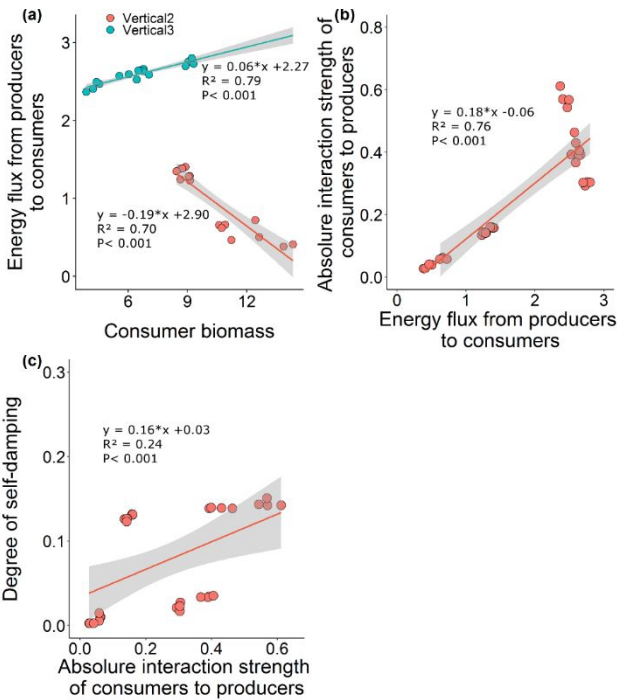 (a)
Vertical2
Vertical3
Energy flux from producers
to consumers
3
2
1
0
y = 0.06*x +2.27
R² = 0.79
P< 0.001
y = -0.19*x +2.90
R² = 0.70
P< 0.001
6
9
12
Consumer biomass
(b)
Absolute interaction strength of
consumers to producers
0.8
0.6
0.4
0.2
0.0
y = 0.18*x -0.06
R² = 0.76
P< 0.001
0
1
2
3
Energy flux from producers
to consumers
(c)
Degree of self-damping
0.3
0.2
0.1
0.0
y = 0.16*x +0.03
R² = 0.24
P< 0.001
0.0
0.2
0.4
0.6
Absolute interaction strength
of consumers to producers